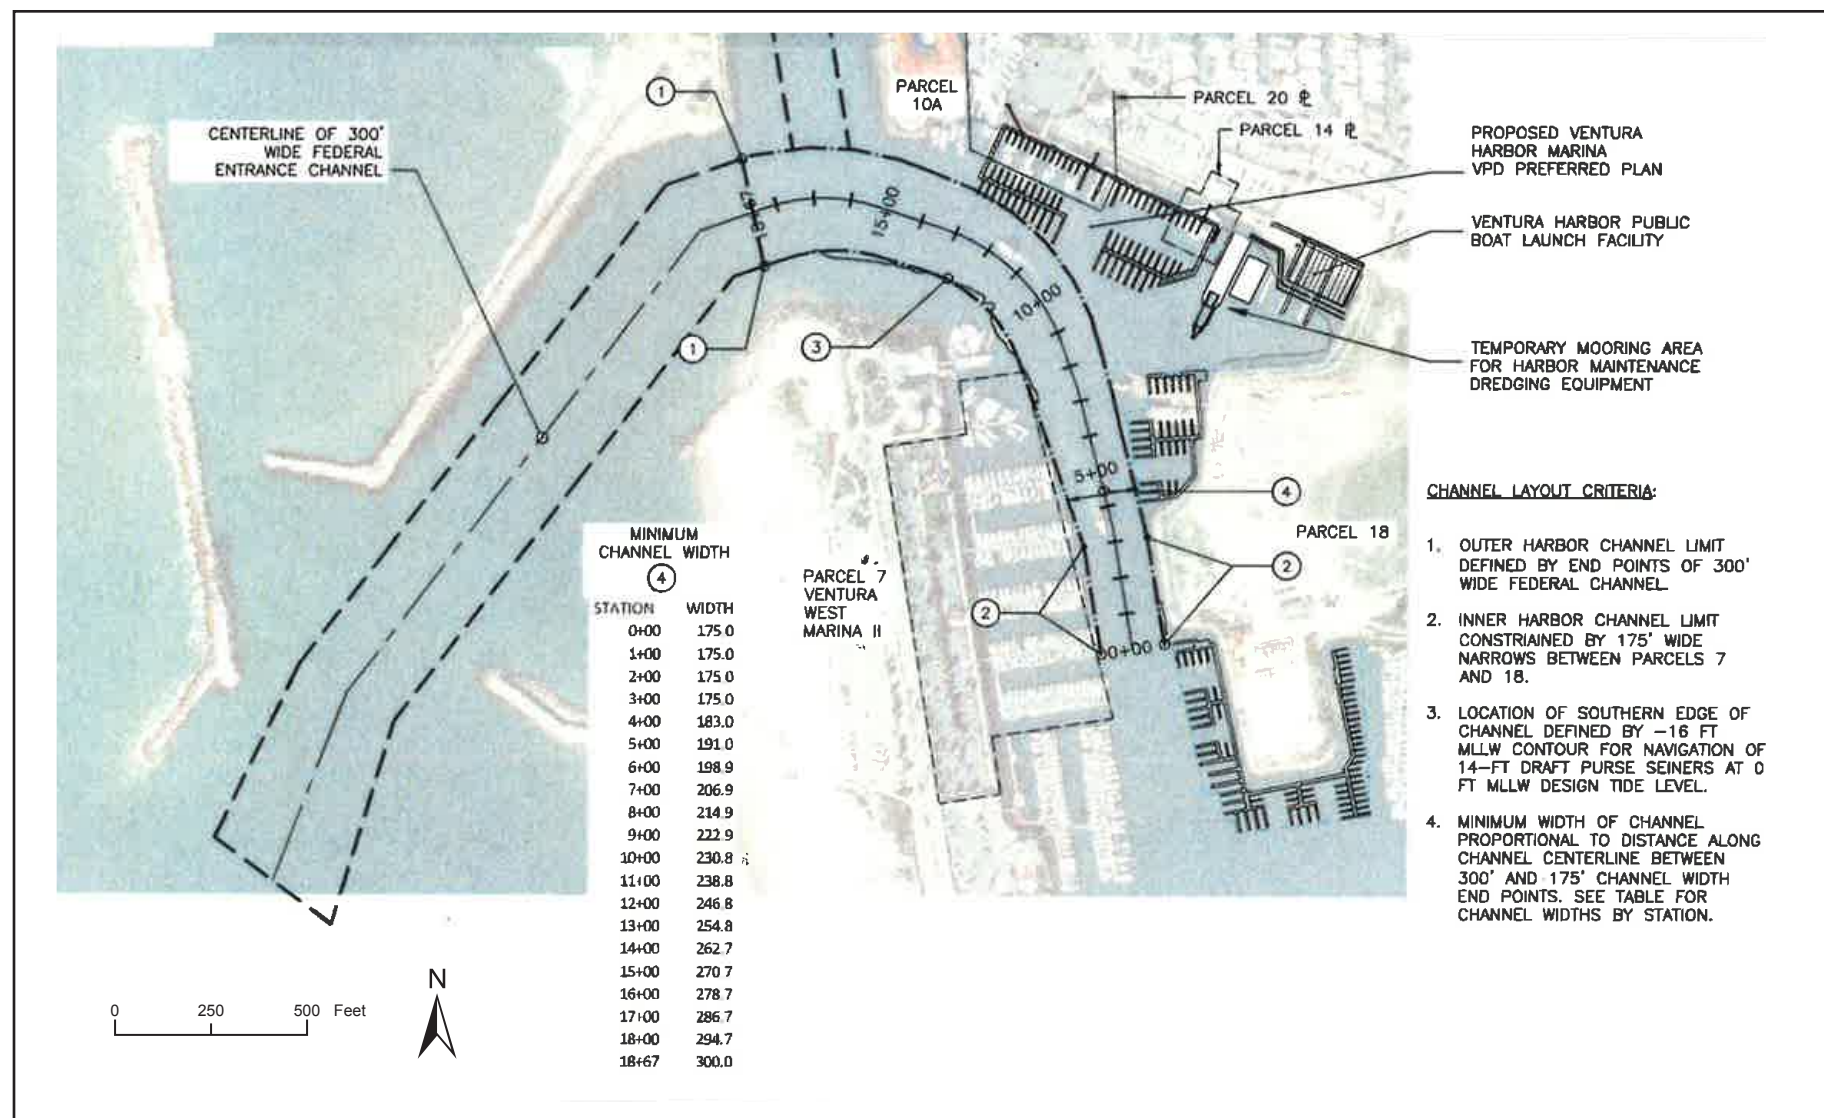 PARCEL
10A
PARCEL 20 ⅊
PARCEL 14 ⅊
1
CENTERLINE OF 300'
WIDE FEDERAL
ENTRANCE CHANNEL
PROPOSED VENTURA
HARBOR MARINA
VPD PREFERRED PLAN
VENTURA HARBOR PUBLIC
BOAT LAUNCH FACILITY
TEMPORARY MOORING AREA
FOR HARBOR MAINTENANCE
DREDGING EQUIPMENT
18+67
15+00
10+00
1
3
5+00
4
PARCEL 18
2
2
00+00
PARCEL 7
VENTURA
WEST
MARINA II
MINIMUM
CHANNEL WIDTH
4
STATION WIDTH
0+00 175.0
1+00 175.0
2+00 175.0
3+00 175.0
4+00 183.0
5+00 191.0
6+00 198.9
7+00 206.9
8+00 214.9
9+00 222.9
10+00 230.8
11+00 238.8
12+00 246.8
13+00 254.8
14+00 262.7
15+00 270.7
16+00 278.7
17+00 286.7
18+00 294.7
18+67 300.0
CHANNEL LAYOUT CRITERIA:
1. OUTER HARBOR CHANNEL LIMIT
DEFINED BY END POINTS OF 300'
WIDE FEDERAL CHANNEL
2. INNER HARBOR CHANNEL LIMIT
CONSTRIANED BY 175' WIDE
NARROWS BETWEEN PARCELS 7
AND 18.
3. LOCATION OF SOUTHERN EDGE OF
CHANNEL DEFINED BY -16 FT
MLLW CONTOUR FOR NAVIGATION OF
14-FT DRAFT PURSE SEINERS AT 0
FT MLLW DESIGN TIDE LEVEL.
4. MINIMUM WIDTH OF CHANNEL
PROPORTIONAL TO DISTANCE ALONG
CHANNEL CENTERLINE BETWEEN
300' AND 175' CHANNEL WIDTH
END POINTS. SEE TABLE FOR
CHANNEL WIDTHS BY STATION.
0 250 500 Feet
N